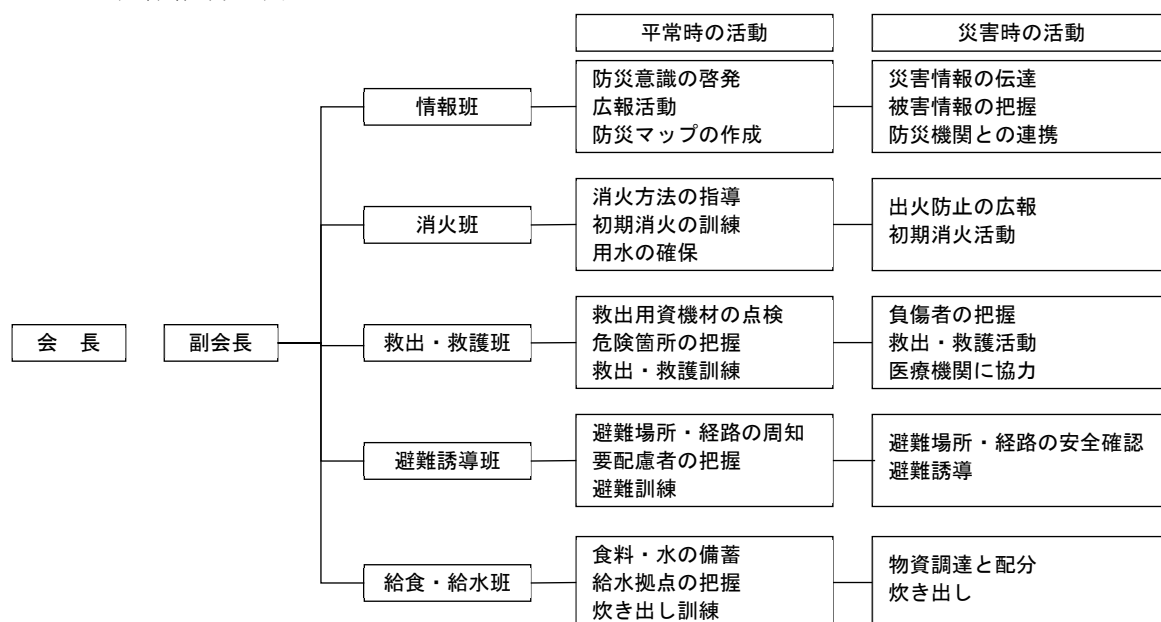 平常時の活動
災害時の活動
情報班
防災意識の啓発
広報活動
防災マップの作成
災害情報の伝達
被害情報の把握
防災機関との連携
消火班
消火方法の指導
初期消火の訓練
用水の確保
出火防止の広報
初期消火活動
会　長
副会長
救出・救護班
救出用資機材の点検
危険箇所の把握
救出・救護訓練
負傷者の把握
救出・救護活動
医療機関に協力
避難誘導班
避難場所・経路の周知
要配慮者の把握
避難訓練
避難場所・経路の安全確認
避難誘導
給食・給水班
食料・水の備蓄
給水拠点の把握
炊き出し訓練
物資調達と配分
炊き出し